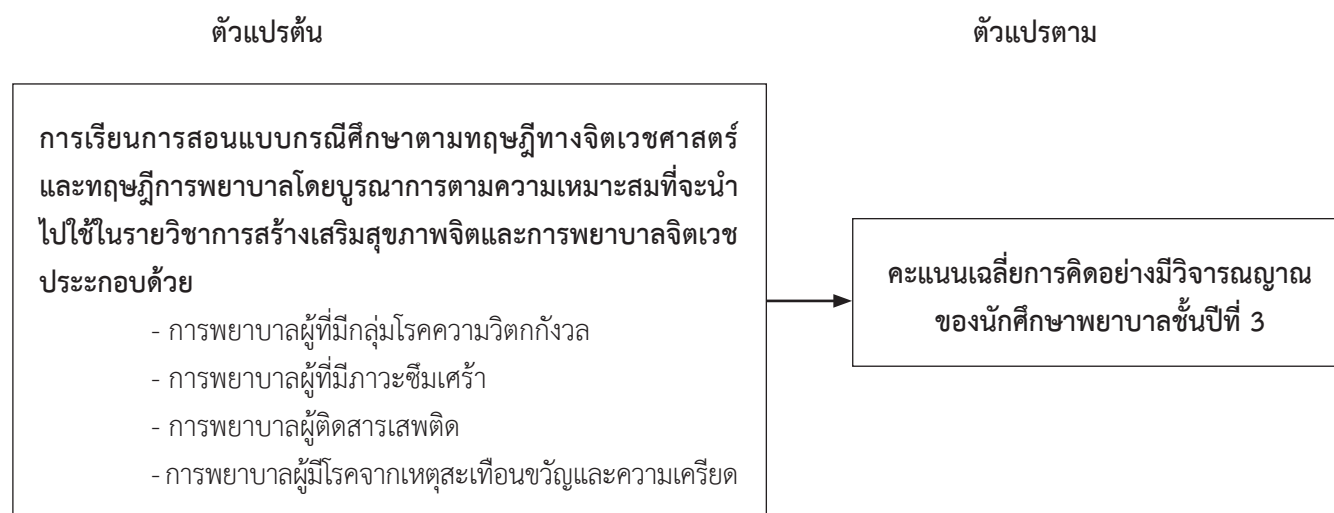 ตัวแปรต้น
ตัวแปรตาม
การเรียนการสอนแบบกรณีศึกษาตามทฤษฎีทางจิตเวชศาสตร์
และทฤษฎีการพยาบาลโดยบูรณาการตามความเหมาะสมที่จะนำ
ไปใช้ในรายวิชาการสร้างเสริมสุขภาพจิตและการพยาบาลจิตเวช
ประกอบด้วย
- การพยาบาลผู้ที่มีกลุ่มโรคความวิตกกังวล
- การพยาบาลผู้ที่มีภาวะซึมเศร้า
- การพยาบาลผู้ติดสารเสพติด
- การพยาบาลผู้มีโรคจากเหตุสะเทือนขวัญและความเครียด
คะแนนเฉลี่ยการคิดอย่างมีวิจารณญาณ
ของนักศึกษาพยาบาลชั้นปีที่ 3